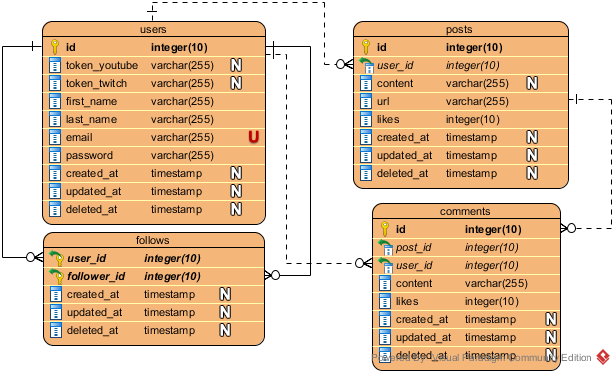 users
id integer(10)
token_youtube varchar(255) N
token_twitch varchar(255) N
first_name varchar(255)
last_name varchar(255)
email varchar(255) U
password varchar(255)
created_at timestamp N
updated_at timestamp N
deleted_at timestamp N
posts
id integer(10)
user_id integer(10)
content varchar(255) N
url varchar(255)
likes integer(10)
created_at timestamp N
updated_at timestamp N
deleted_at timestamp N
follows
user_id integer(10)
follower_id integer(10)
created_at timestamp N
updated_at timestamp N
deleted_at timestamp N
comments
id integer(10)
post_id integer(10)
user_id integer(10)
content varchar(255)
likes integer(10)
created_at timestamp N
updated_at timestamp N
deleted_at timestamp N
Powered By Visual Paradigm Community Edition